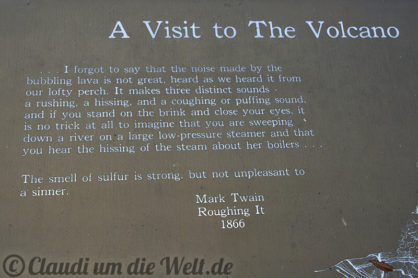 A Visit to The Volcano
I forgot to say that the noise made by the
bubbling lava is not great, heard as we heard it from
our lofty perch. It makes three distinct sounds -
a rushing, a hissing, and a coughing or puffing sound,
and if you stand on the brink and close your eyes, it
is no trick at all to imagine that you are sweeping
down a river on a large low-pressure steamer and that
you hear the hissing of the steam about her boilers . . .
The smell of sulfur is strong, but not unpleasant to
a sinner.
Mark Twain
Roughing It
1866
© Claudi um die Welt.de